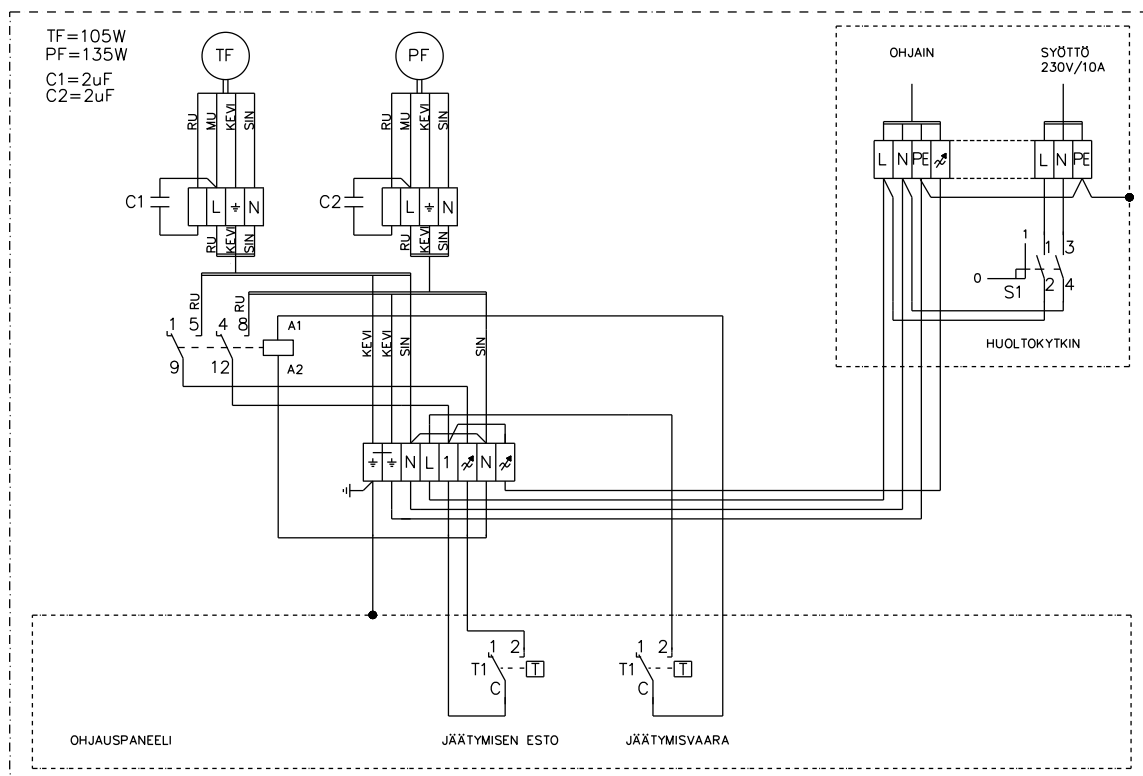 TF=105W
PF=135W
C1=2uF
C2=2uF
TF
PF
OHJAIN
SYÖTTÖ
230V/10A
RU MU KEVI SIN
RU MU KEVI SIN
L N PE
L N PE
C1
L N
C2
L N
RU KEVI SIN
RU KEVI SIN
1
1 3
0
S1
2 4
HUOLTOKYTKIN
RU
RU
1 5 4 8
A1
A2
9 12
KEVI KEVI SIN SIN
N L 1 N
1 2
T1
T
C
1 2
T1
T
C
OHJAUSPANEELI
JÄÄTYMISEN ESTO
JÄÄTYMISVAARA